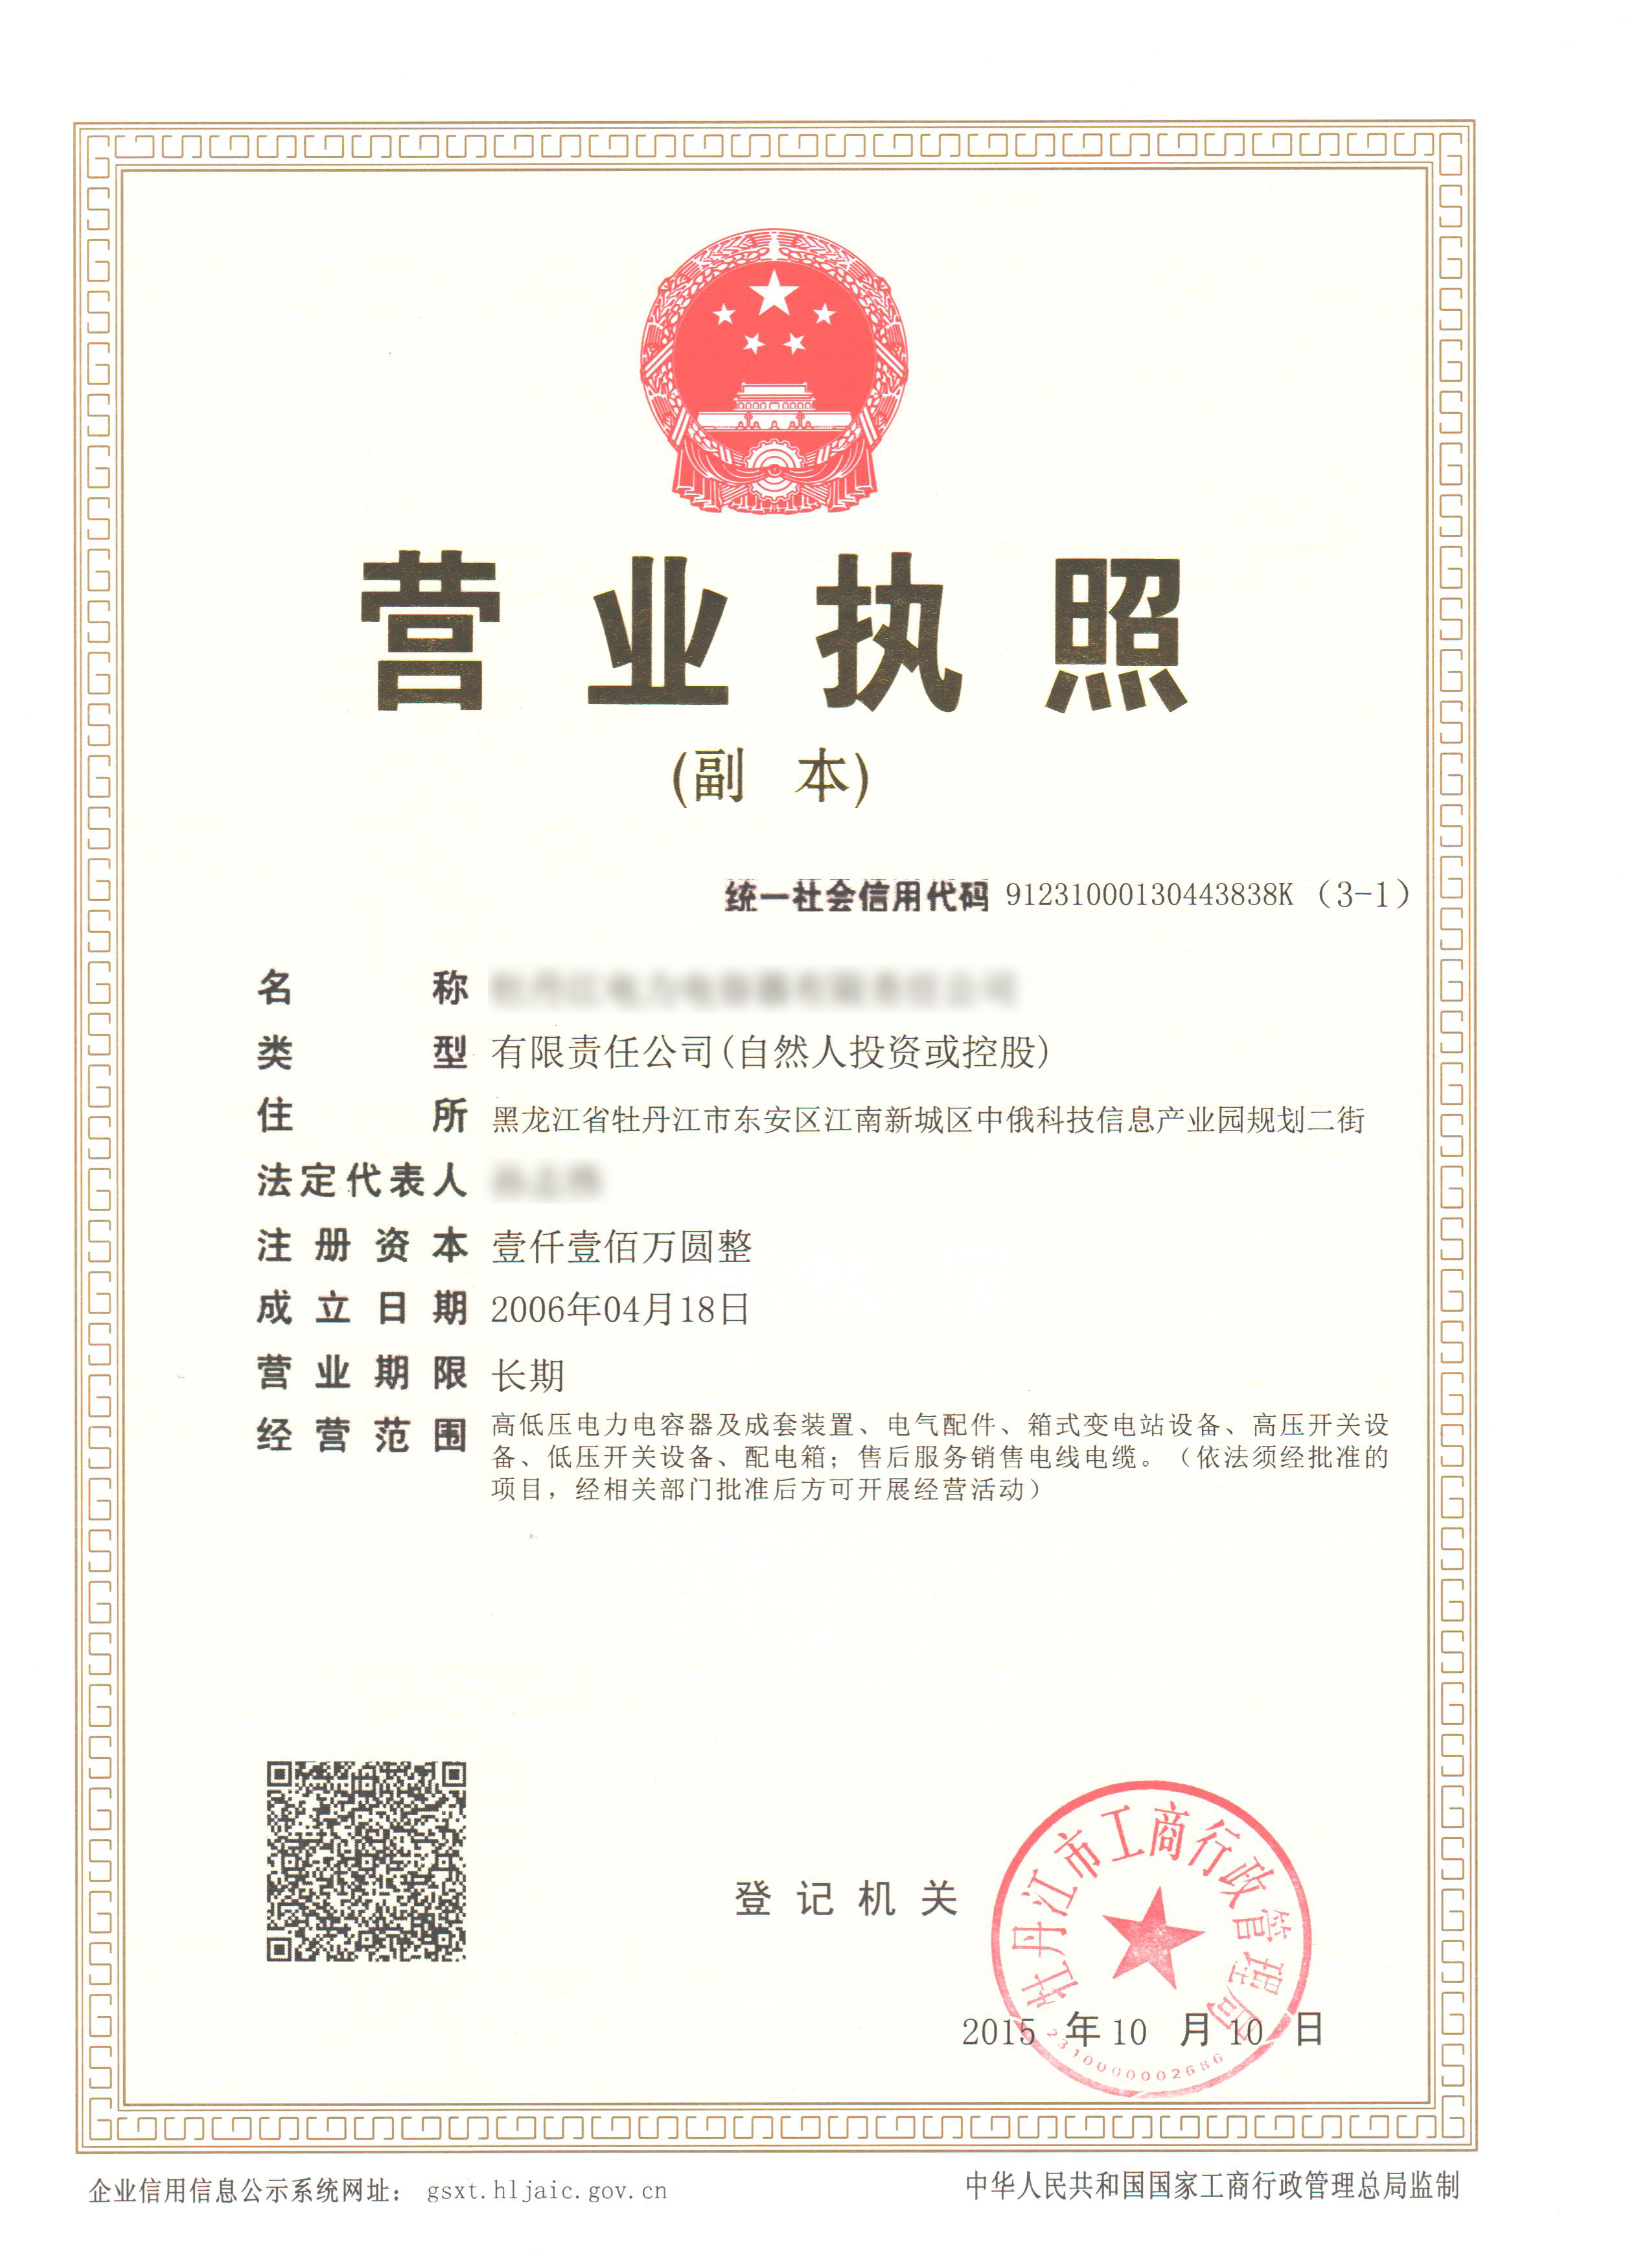 营业执照
(副 本)
统一社会信用代码 91231000130443838K（3-1）
名称
类型 有限责任公司(自然人投资或控股)
住所 黑龙江省牡丹江市东安区江南新城区中俄科技信息产业园规划二街
法定代表人
注册资本 壹仟壹佰万圆整
成立日期 2006年04月18日
营业期限 长期
经营范围 高低压电力电容器及成套装置、电气配件、箱式变电站设备、高压开关设
备、低压开关设备、配电箱；售后服务销售电线电缆。（依法须经批准的
项目，经相关部门批准后方可开展经营活动）
登记机关
牡丹江市工商行政管理局
2015 年 10 月 10 日
2310000002686
企业信用信息公示系统网址： gsxt.hljaic.gov.cn
中华人民共和国国家工商行政管理总局监制